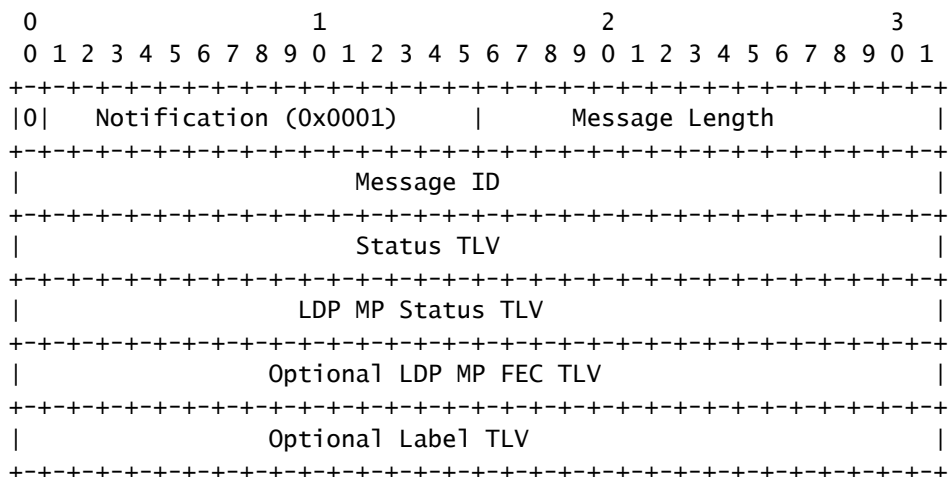 0                   1                   2                   3
 0 1 2 3 4 5 6 7 8 9 0 1 2 3 4 5 6 7 8 9 0 1 2 3 4 5 6 7 8 9 0 1
+-+-+-+-+-+-+-+-+-+-+-+-+-+-+-+-+-+-+-+-+-+-+-+-+-+-+-+-+-+-+-+-+
|0|   Notification (0x0001)     |      Message Length           |
+-+-+-+-+-+-+-+-+-+-+-+-+-+-+-+-+-+-+-+-+-+-+-+-+-+-+-+-+-+-+-+-+
|                       Message ID                              |
+-+-+-+-+-+-+-+-+-+-+-+-+-+-+-+-+-+-+-+-+-+-+-+-+-+-+-+-+-+-+-+-+
|                       Status TLV                              |
+-+-+-+-+-+-+-+-+-+-+-+-+-+-+-+-+-+-+-+-+-+-+-+-+-+-+-+-+-+-+-+-+
|                   LDP MP Status TLV                           |
+-+-+-+-+-+-+-+-+-+-+-+-+-+-+-+-+-+-+-+-+-+-+-+-+-+-+-+-+-+-+-+-+
|                 Optional LDP MP FEC TLV                       |
+-+-+-+-+-+-+-+-+-+-+-+-+-+-+-+-+-+-+-+-+-+-+-+-+-+-+-+-+-+-+-+-+
|                 Optional Label TLV                            |
+-+-+-+-+-+-+-+-+-+-+-+-+-+-+-+-+-+-+-+-+-+-+-+-+-+-+-+-+-+-+-+-+